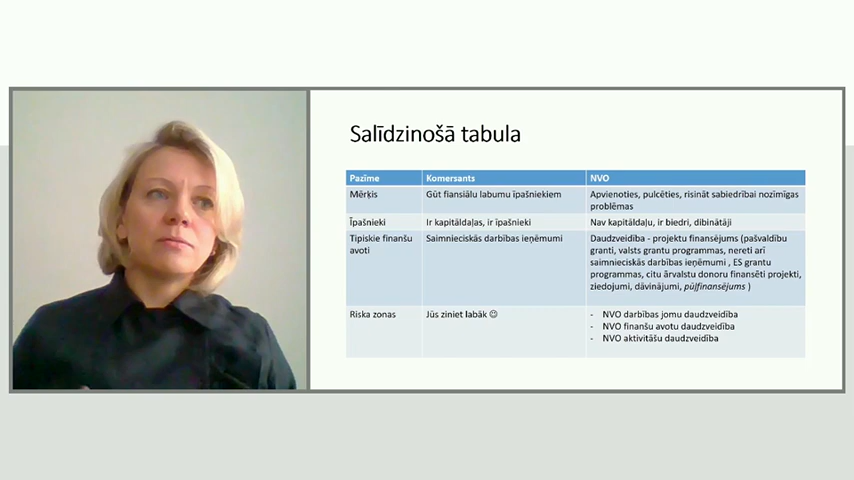 Salīdzinošā tabula
Pazīme Komersants NVO
Mērķis Gūt fiansiālu labumu īpašniekiem Apvienoties, pulcēties, risināt sabiedrībai nozīmīgas
problēmas
Īpašnieki Ir kapitāldaļas, ir īpašnieki Nav kapitāldaļu, ir biedri, dibinātāji
Tipiskie finanšu Saimnieciskās darbības ieņēmumi Daudzveidība - projektu finansējums (pašvaldību
avoti granti, valsts grantu programmas, nereti arī
saimnieciskās darbības ieņēmumi , ES grantu
programmas, citu ārvalstu donoru finansēti projekti,
ziedojumi, dāvinājumi, pūļfinansējums )
Riska zonas Jūs ziniet labāk ☺ - NVO darbības jomu daudzveidība
- NVO finanšu avotu daudzveidība
- NVO aktivitāšu daudzveidība